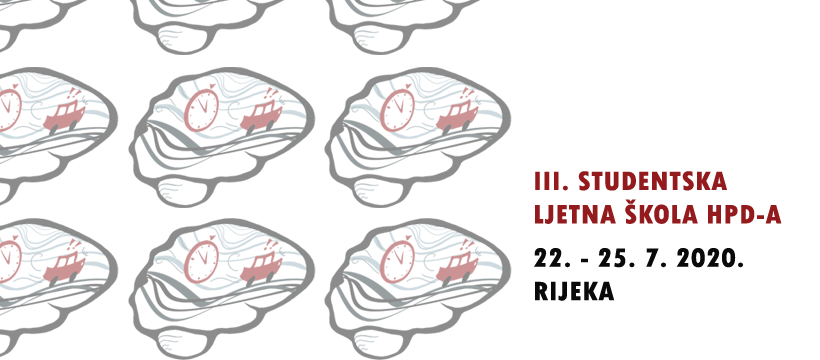 III. STUDENTSKA
LJETNA ŠKOLA HPD-A
22. - 25. 7. 2020.
RIJEKA